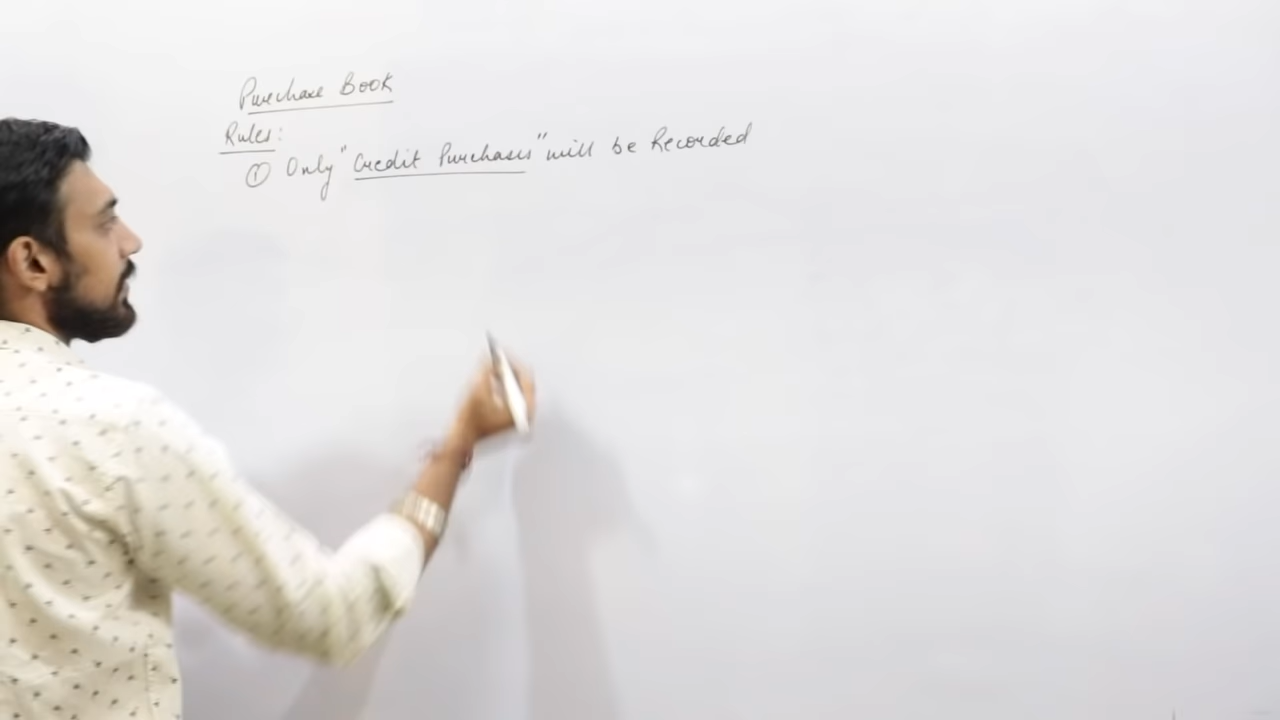 Purchase Book
Rules:
① Only "Credit Purchases" will be Recorded